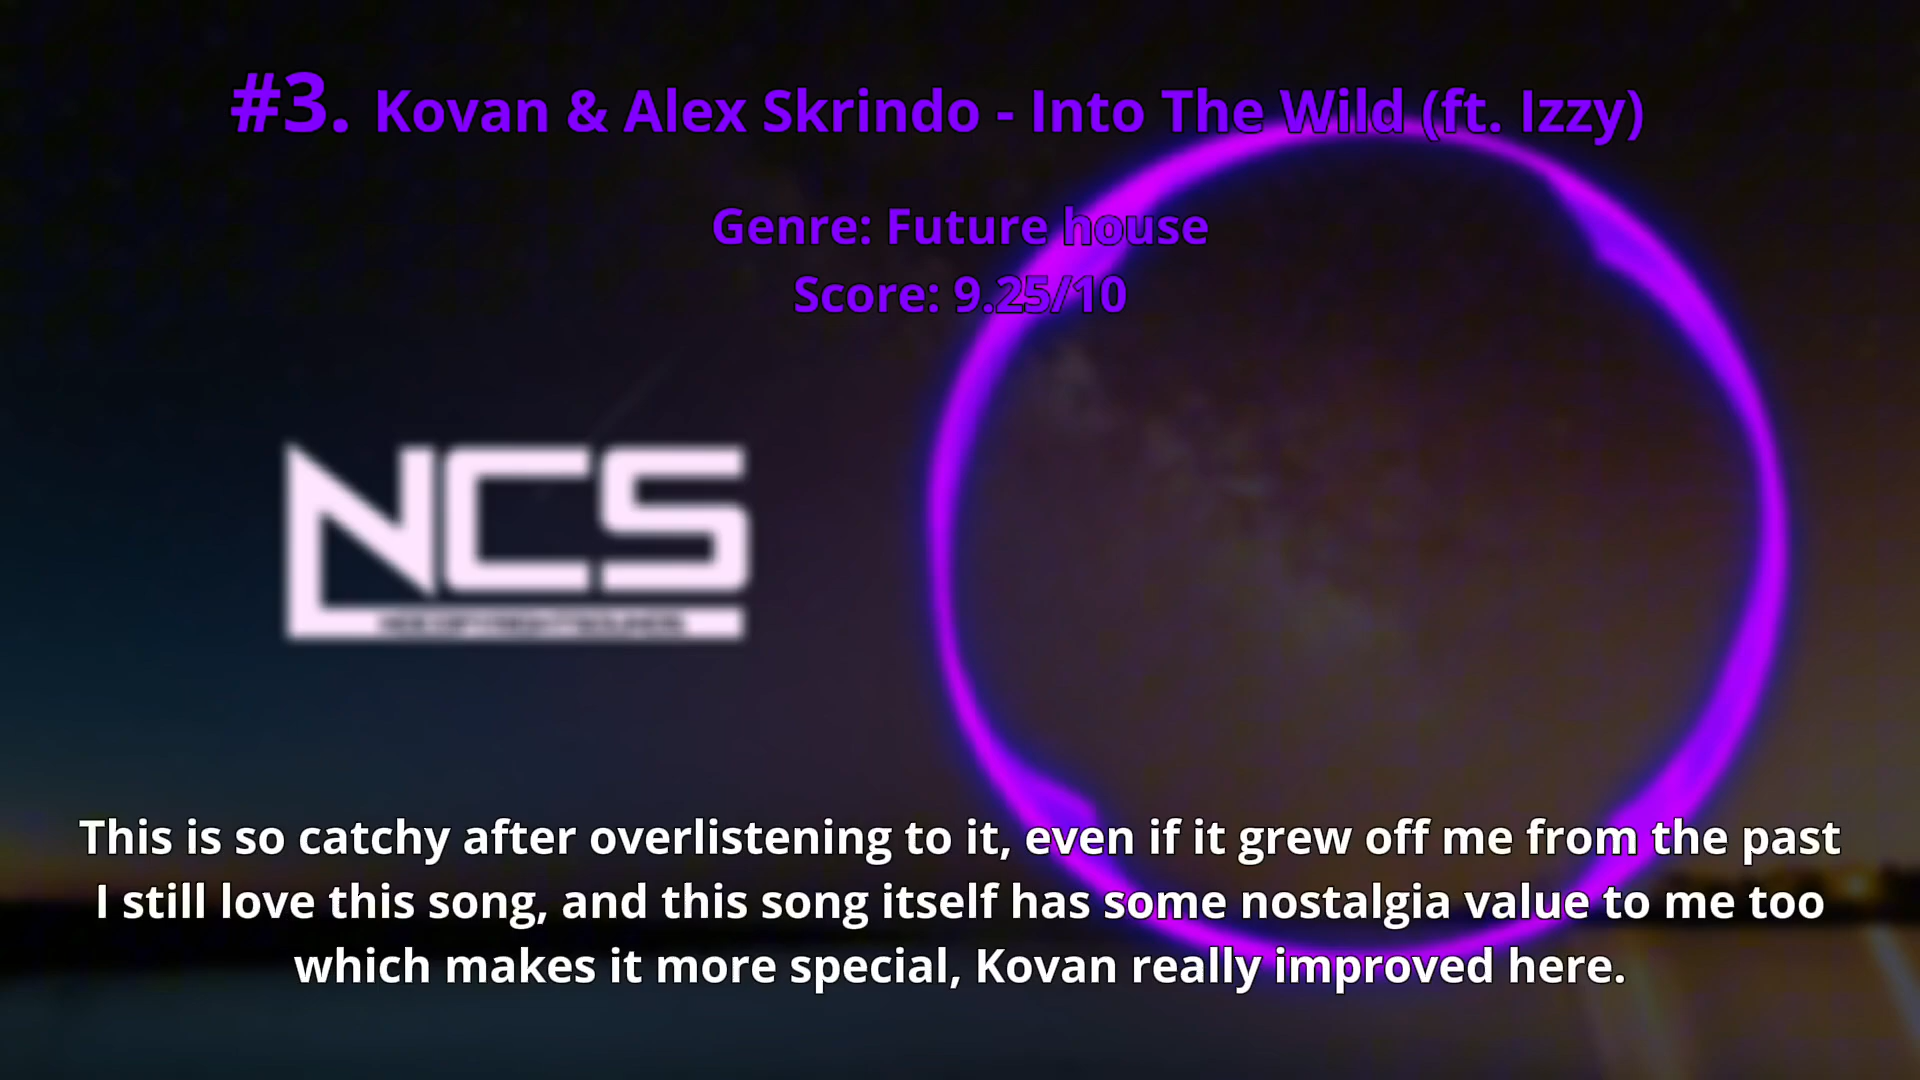 #3. Kovan & Alex Skrindo - Into The Wild (ft. Izzy)
Genre: Future house
Score: 9.25/10
NCS
This is so catchy after overlistening to it, even if it grew off me from the past
I still love this song, and this song itself has some nostalgia value to me too
which makes it more special, Kovan really improved here.